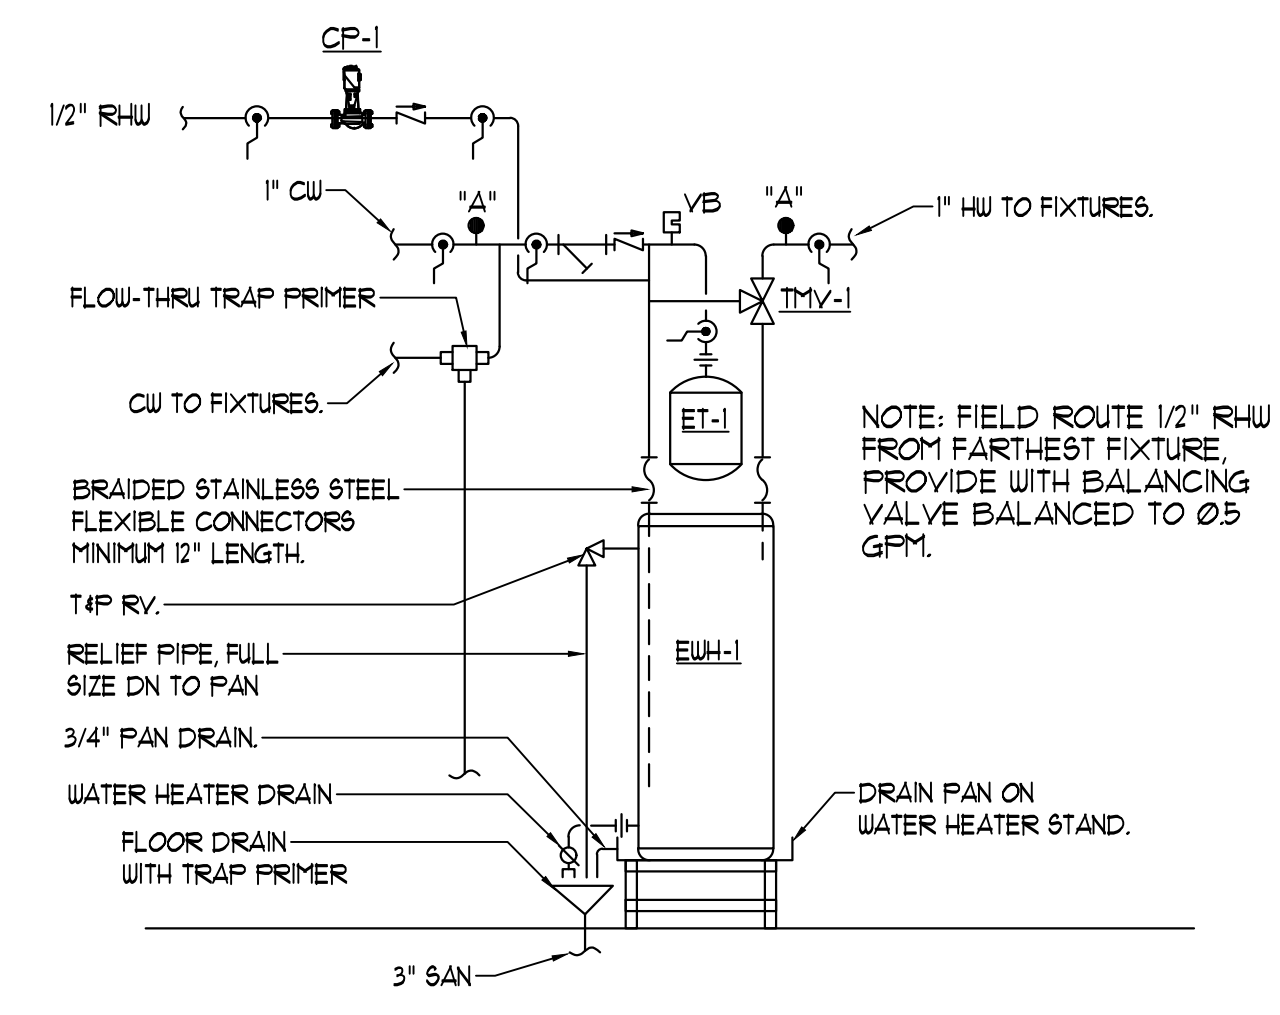 CP-1
1/2" RHW
1" CW
"A"
VB
"A"
1" HW TO FIXTURES.
FLOW-THRU TRAP PRIMER
TMV-1
CW TO FIXTURES.
ET-1
NOTE: FIELD ROUTE 1/2" RHW
FROM FARTHEST FIXTURE,
PROVIDE WITH BALANCING
VALVE BALANCED TO Ø.5
GPM.
BRAIDED STAINLESS STEEL
FLEXIBLE CONNECTORS
MINIMUM 12" LENGTH.
T&P RV.
EWH-1
RELIEF PIPE, FULL
SIZE DN TO PAN
3/4" PAN DRAIN.
WATER HEATER DRAIN
DRAIN PAN ON
WATER HEATER STAND.
FLOOR DRAIN
WITH TRAP PRIMER
3" SAN